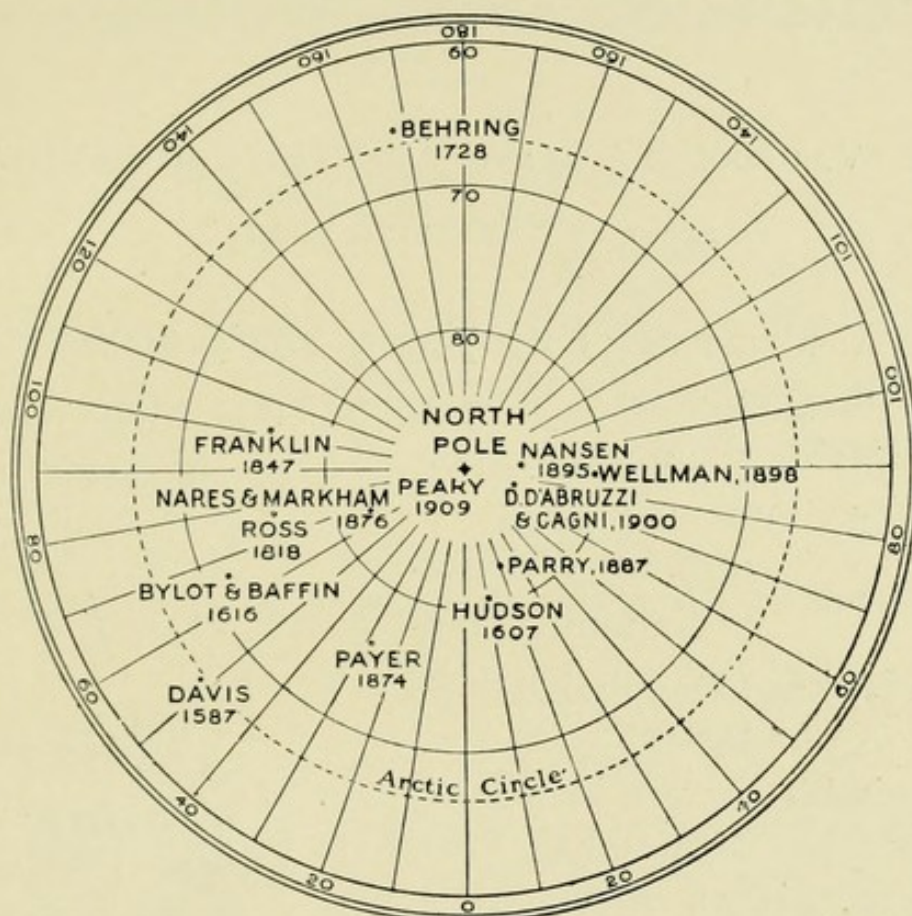 180
160
60
160
140
140
BEHRING
1728
70
120
101
80
100
100
NORTH
POLE
FRANKLIN
1847
NANSEN
1895
WELLMAN, 1898
NARES & MARKHAM
1876
PEARY
1909
D. D'ABRUZZI
& CAGNI, 1900
ROSS
1818
80
80
PARRY, 1887
BYLOT & BAFFIN
1616
HUDSON
1607
PAYER
1874
DAVIS
1587
60
60
Arctic Circle
40
40
20
20
0